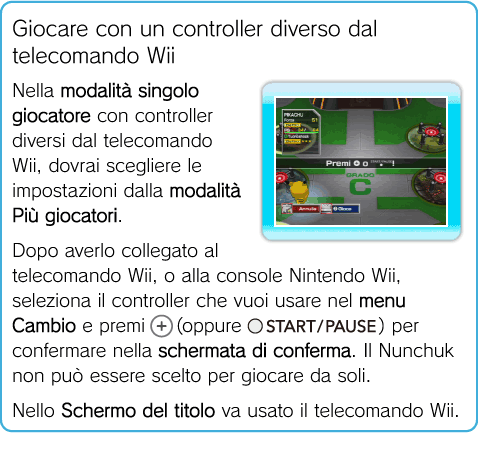 Giocare con un controller diverso dal
telecomando Wii
Nella modalità singolo
giocatore con controller
diversi dal telecomando
Wii, dovrai scegliere le
impostazioni dalla modalità
Più giocatori.
PIKACHU
51
Premi + o !
GRADO
C
Annulla
Gioca
Dopo averlo collegato al
telecomando Wii, o alla console Nintendo Wii,
seleziona il controller che vuoi usare nel menu
Cambio e premi + (oppure START/PAUSE) per
confermare nella schermata di conferma. Il Nunchuk
non può essere scelto per giocare da soli.
Nello Schermo del titolo va usato il telecomando Wii.